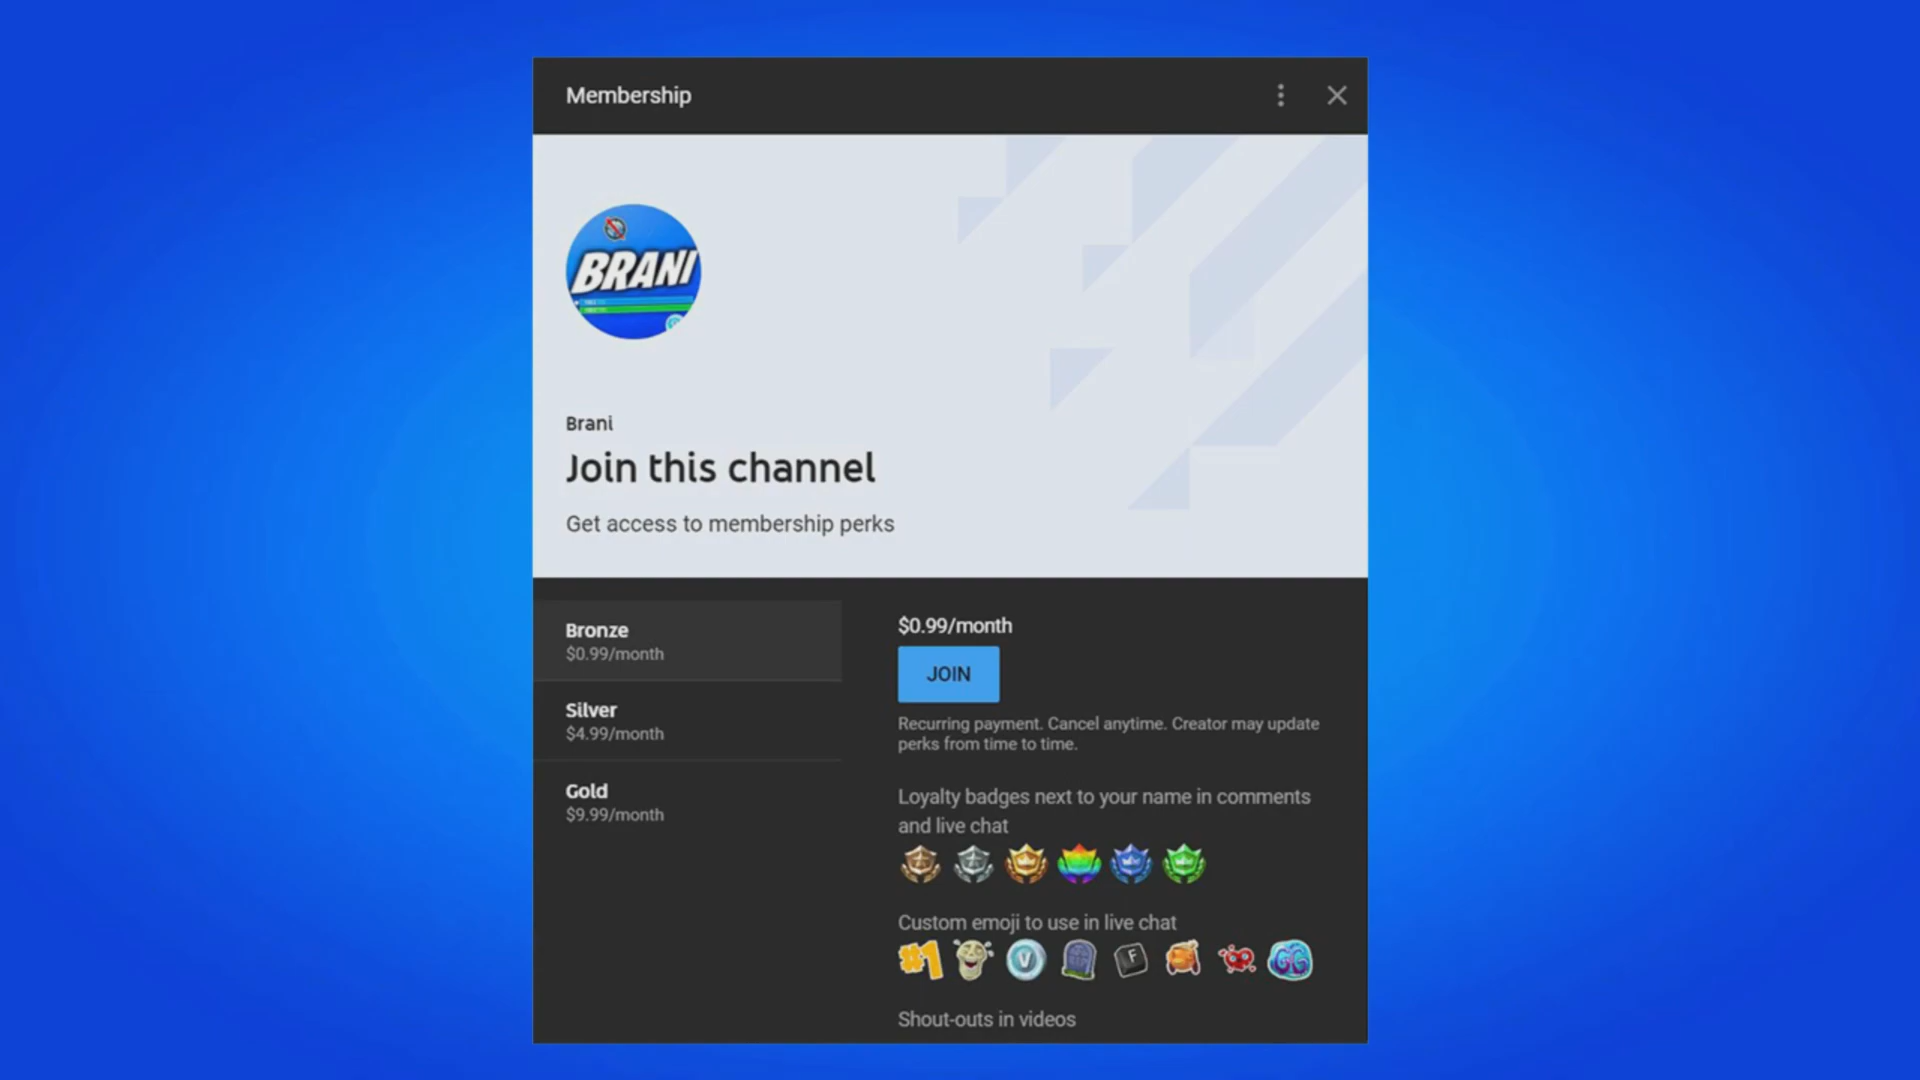 Membership
BRANI
Brani
Join this channel
Get access to membership perks
Bronze
$0.99/month
Silver
$4.99/month
Gold
$9.99/month
$0.99/month
JOIN
Recurring payment. Cancel anytime. Creator may update
perks from time to time.
Loyalty badges next to your name in comments
and live chat
Custom emoji to use in live chat
#1
V
F
GG
Shout-outs in videos